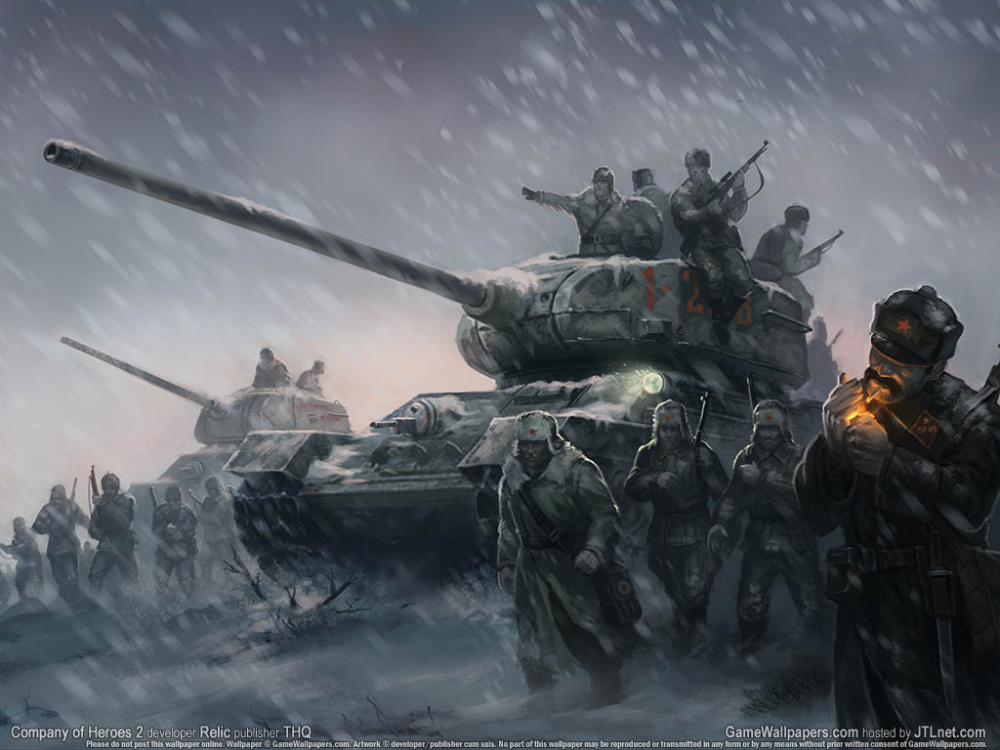 1-2
Company of Heroes 2 developer Relic publisher THQ
GameWallpapers.com hosted by JTLnet.com
Please do not post this wallpaper online. Wallpaper © GameWallpapers.com. Artwork © developer/ publisher cum suis. No part of this wallpaper may be reproduced or transmitted in any form or by any means without prior written consent of GameWallpapers.com.